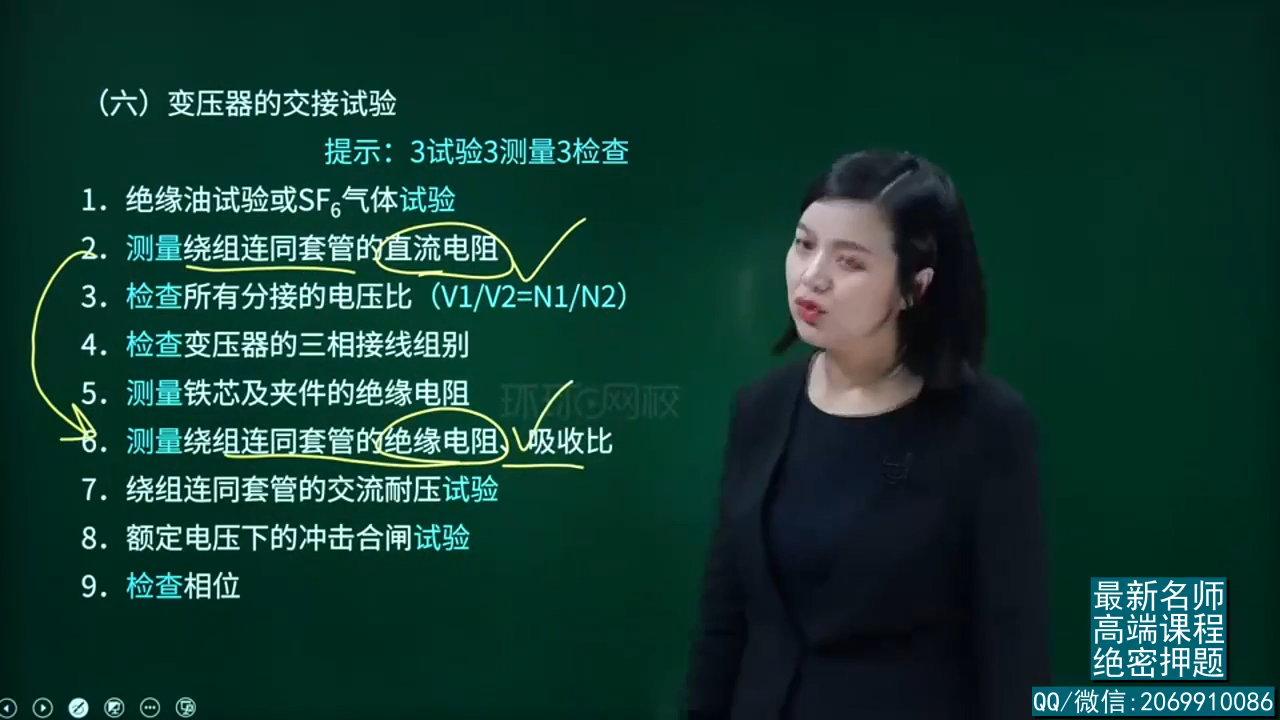 （六）变压器的交接试验
提示：3试验3测量3检查
1．绝缘油试验或SF6气体试验
2．测量绕组连同套管的直流电阻
3．检查所有分接的电压比（V1/V2=N1/N2）
4．检查变压器的三相接线组别
5．测量铁芯及夹件的绝缘电阻
环球网校
6．测量绕组连同套管的绝缘电阻、吸收比
7．绕组连同套管的交流耐压试验
8．额定电压下的冲击合闸试验
9．检查相位
最新名师
高端课程
绝密押题
QQ/微信:2069910086